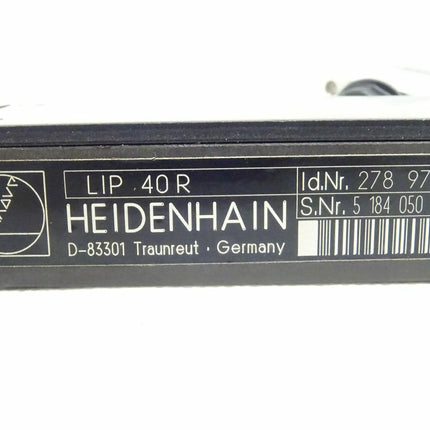 LIP 40 R
Id.Nr. 278 97
HEIDENHAIN
S.Nr. 5 184 050
D-83301 Traunreut · Germany